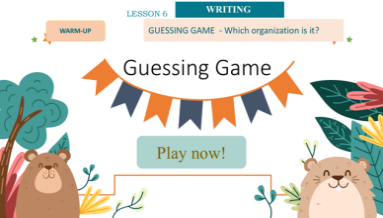 LESSON 6
WRITING
WARM-UP
GUESSING GAME - Which organization is it?
Guessing Game
Play now!